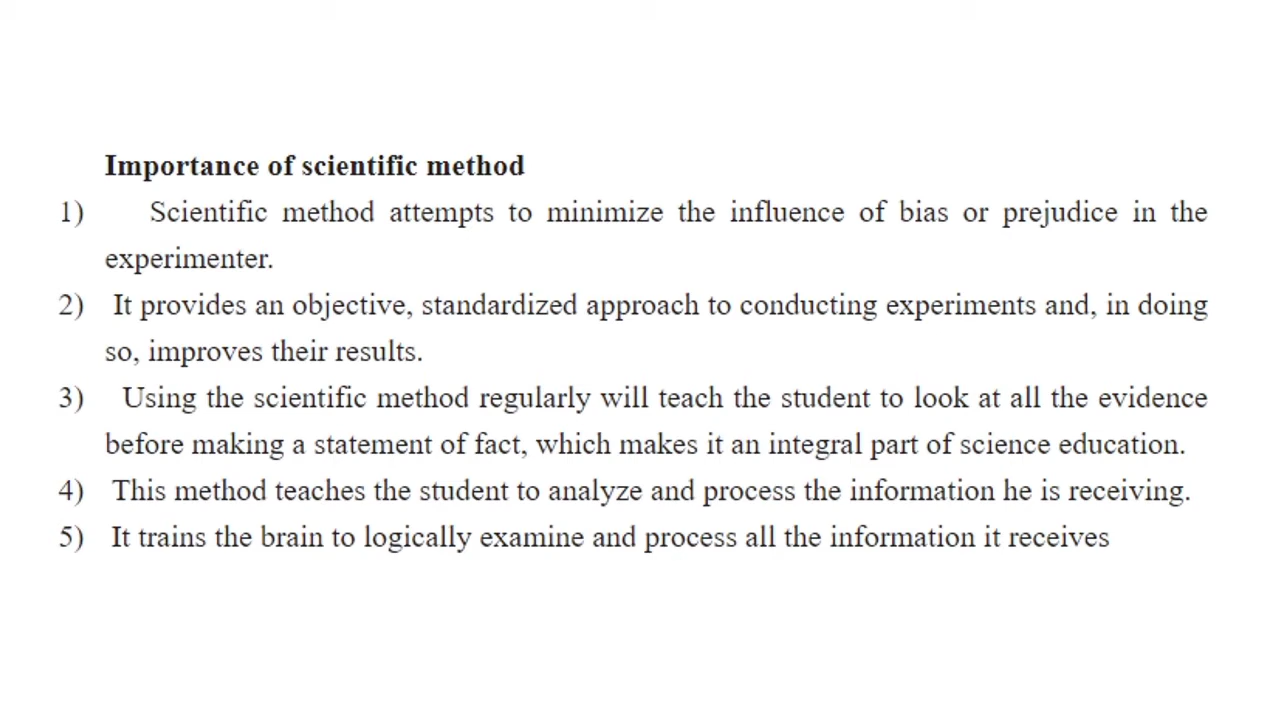 Importance of scientific method
1) Scientific method attempts to minimize the influence of bias or prejudice in the
experimenter.
2) It provides an objective, standardized approach to conducting experiments and, in doing
so, improves their results.
3) Using the scientific method regularly will teach the student to look at all the evidence
before making a statement of fact, which makes it an integral part of science education.
4) This method teaches the student to analyze and process the information he is receiving.
5) It trains the brain to logically examine and process all the information it receives